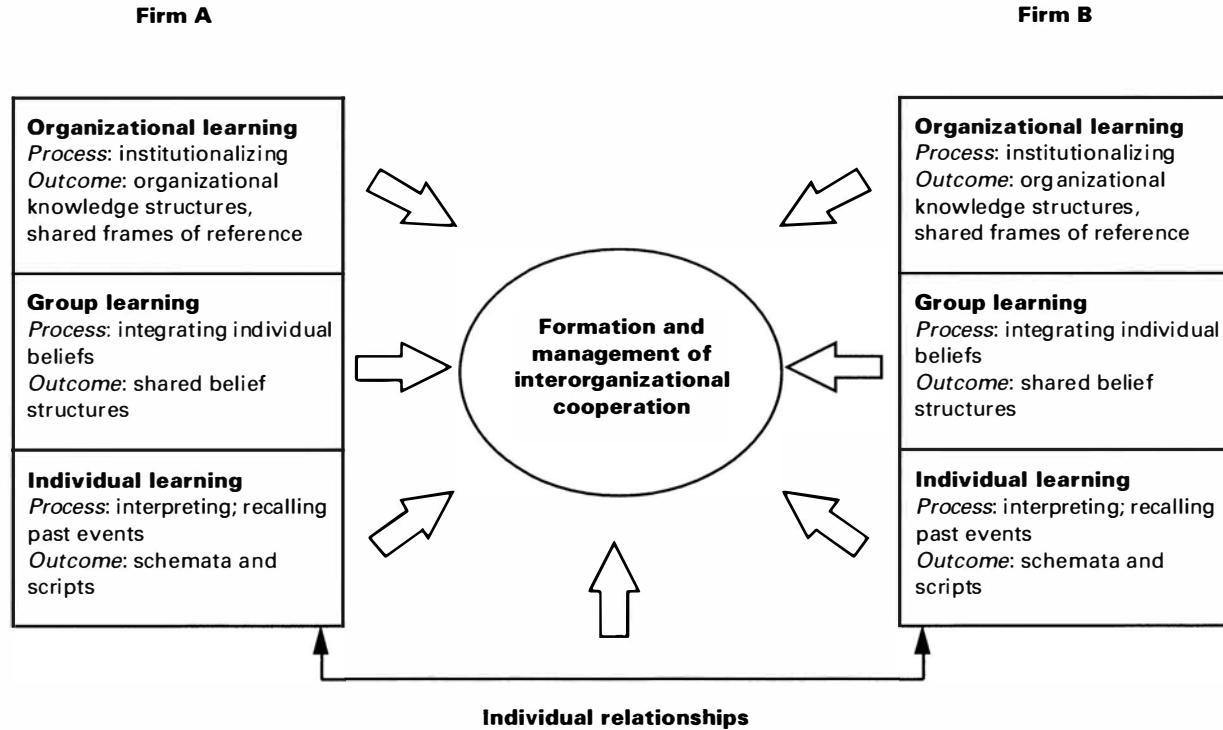 Firm A
Firm B
Organizational learning
Process: institutionalizing
Outcome: organizational
knowledge structures,
shared frames of reference
Group learning
Process: integrating individual
beliefs
Outcome: shared belief
structures
Individual learning
Process: interpreting; recalling
past events
Outcome: schemata and
scripts
Formation and
management of
interorganizational
cooperation
Organizational learning
Process: institutionalizing
Outcome: organizational
knowledge structures,
shared frames of reference
Group learning
Process: integrating individual
beliefs
Outcome: shared belief
structures
Individual learning
Process: interpreting; recalling
past events
Outcome: schemata and
scripts
Individual relationships